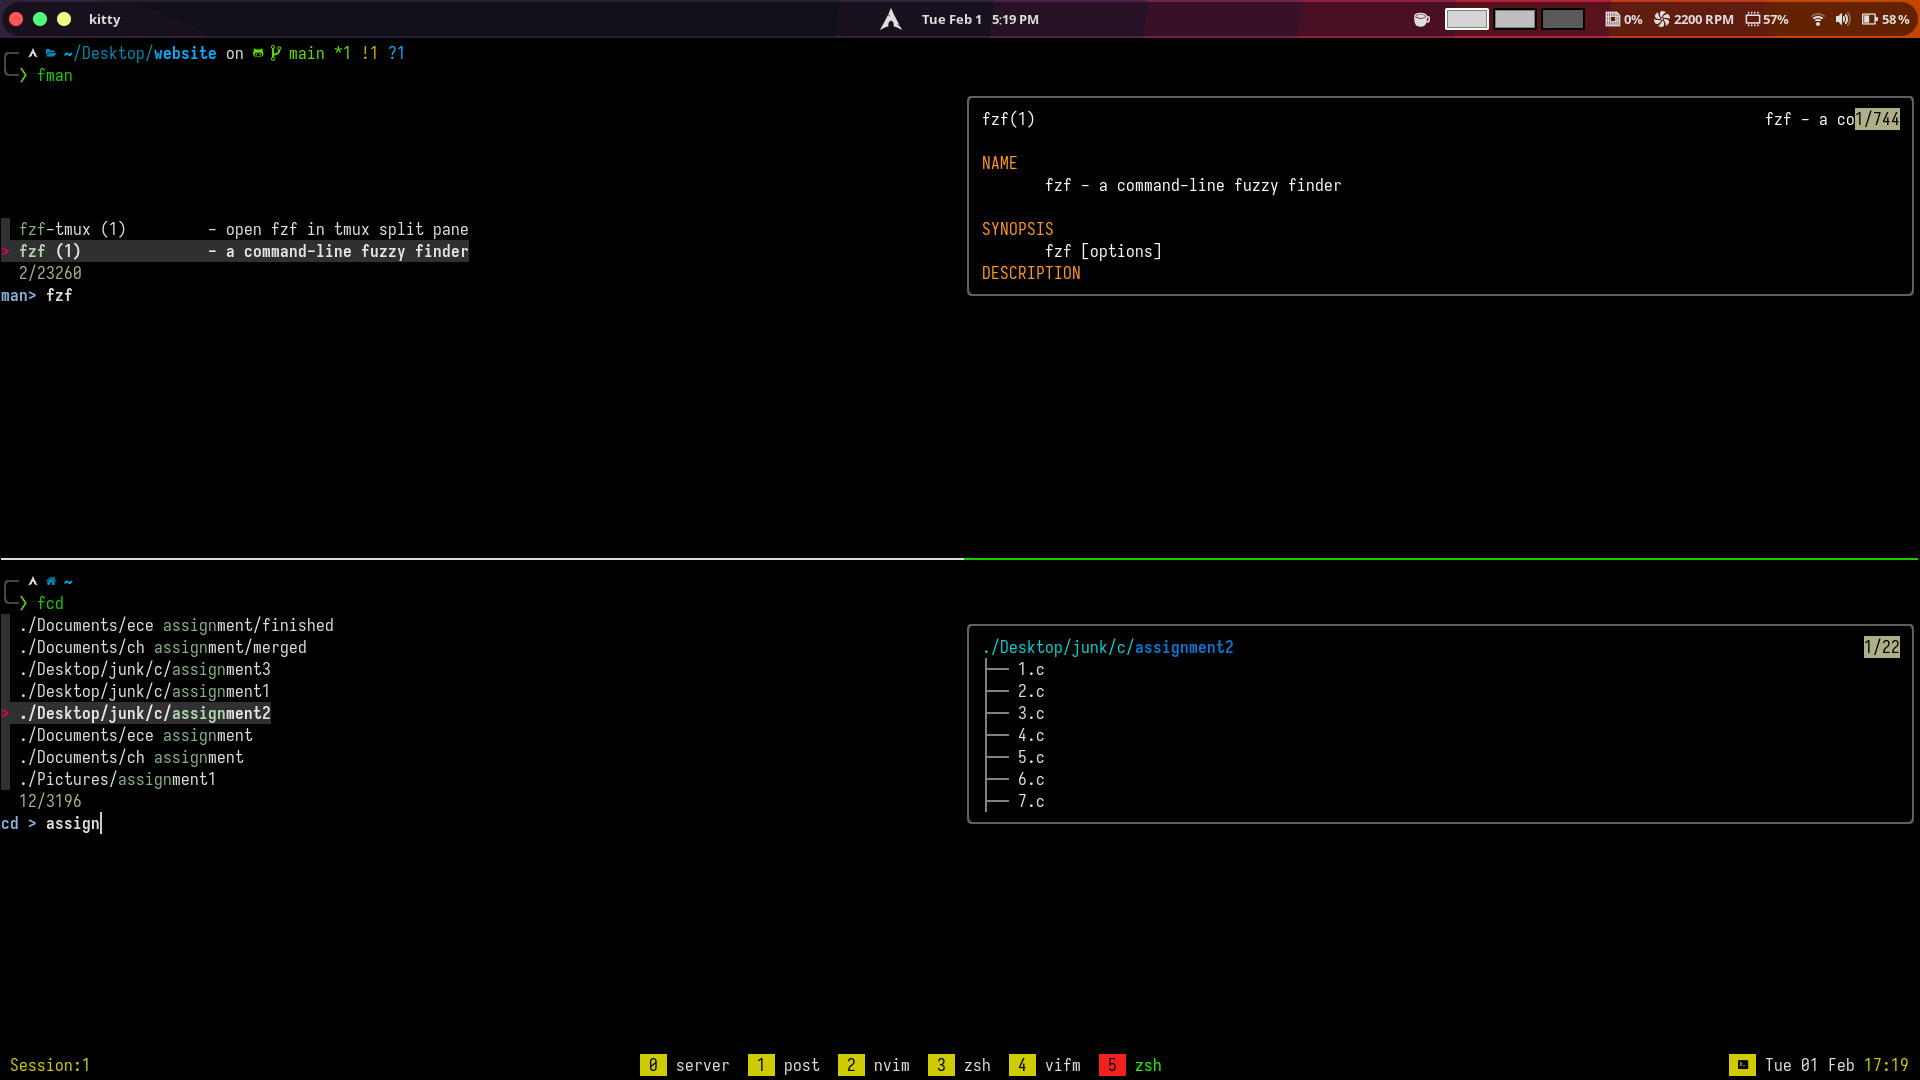 kitty
Tue Feb 1 5:19 PM
0% 2200 RPM 57% 58%
~/Desktop/website on main *1 !1 ?1
❯ fman
fzf(1) fzf - a co1/744
NAME
fzf - a command-line fuzzy finder
SYNOPSIS
fzf [options]
DESCRIPTION
fzf-tmux (1) - open fzf in tmux split pane
> fzf (1) - a command-line fuzzy finder
2/23260
man> fzf
~
❯ fcd
./Documents/ece assignment/finished
./Documents/ch assignment/merged
./Desktop/junk/c/assignment3
./Desktop/junk/c/assignment1
> ./Desktop/junk/c/assignment2
./Documents/ece assignment
./Documents/ch assignment
./Pictures/assignment1
12/3196
cd > assign
./Desktop/junk/c/assignment2 1/22
├── 1.c
├── 2.c
├── 3.c
├── 4.c
├── 5.c
├── 6.c
├── 7.c
Session:1 0 server 1 post 2 nvim 3 zsh 4 vifm 5 zsh Tue 01 Feb 17:19